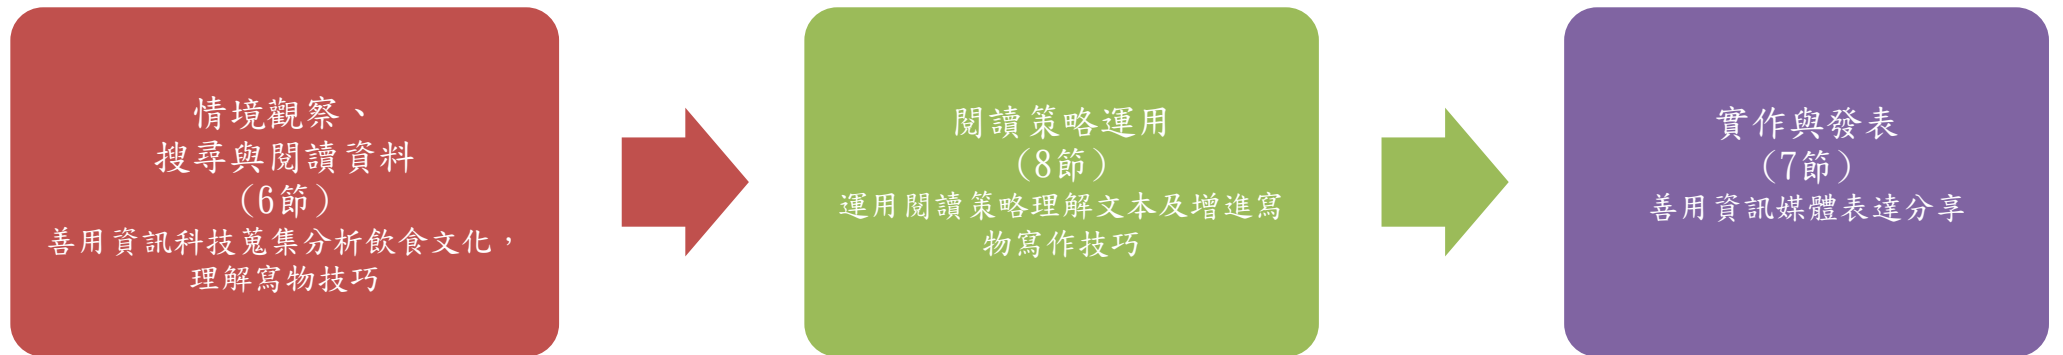 情境觀察、
搜尋與閱讀資料
(6節)
善用資訊科技蒐集分析飲食文化，
理解寫物技巧
閱讀策略運用
(8節)
運用閱讀策略理解文本及增進寫
物寫作技巧
實作與發表
(7節)
善用資訊媒體表達分享